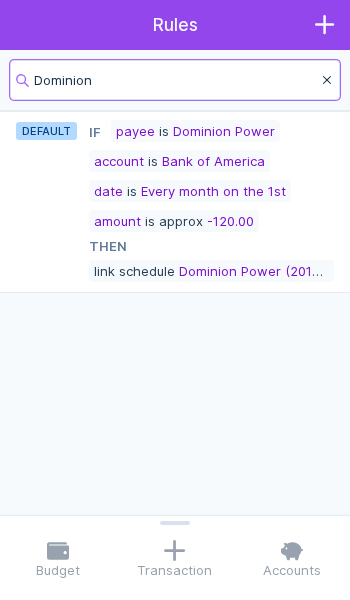 Rules
Dominion
DEFAULT
IF payee is Dominion Power
account is Bank of America
date is Every month on the 1st
amount is approx -120.00
THEN
link schedule Dominion Power (201...
Budget
Transaction
Accounts